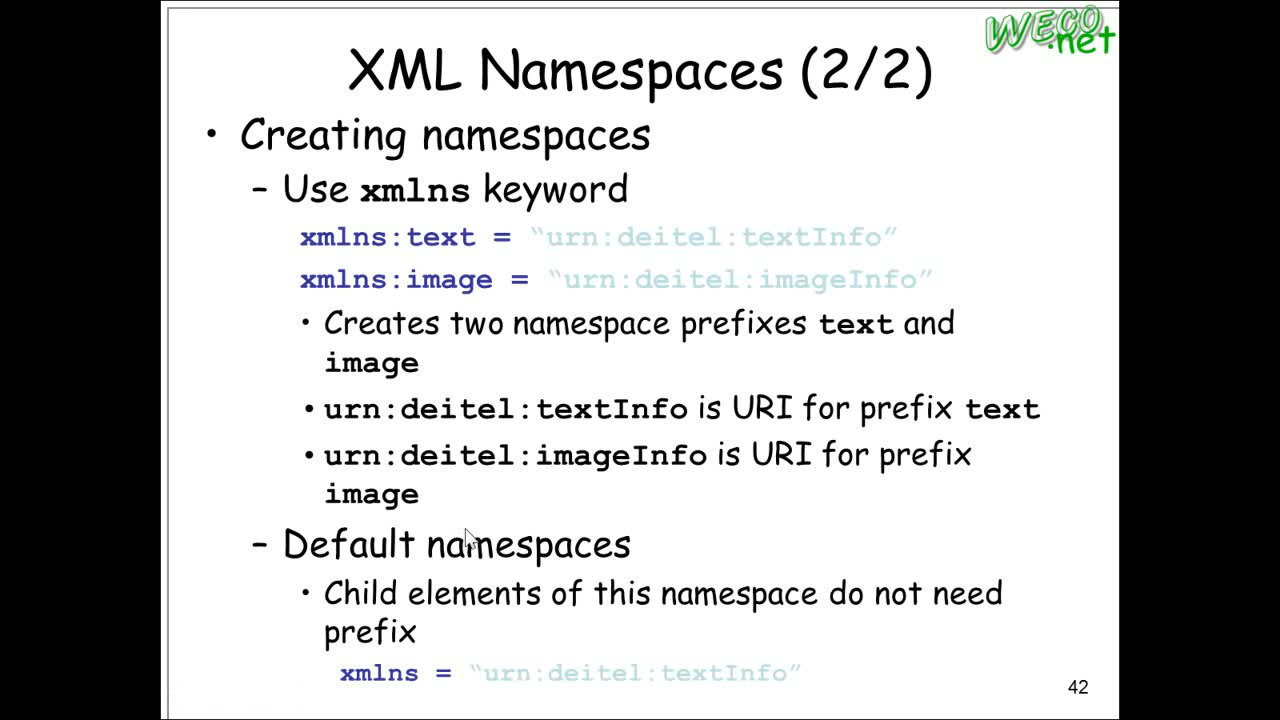 WECO
.net
XML Namespaces (2/2)
• Creating namespaces
– Use xmlns keyword
xmlns:text = “urn:deitel:textInfo”
xmlns:image = “urn:deitel:imageInfo”
• Creates two namespace prefixes text and
image
• urn:deitel:textInfo is URI for prefix text
• urn:deitel:imageInfo is URI for prefix
image
– Default namespaces
• Child elements of this namespace do not need
prefix
xmlns = “urn:deitel:textInfo”
42